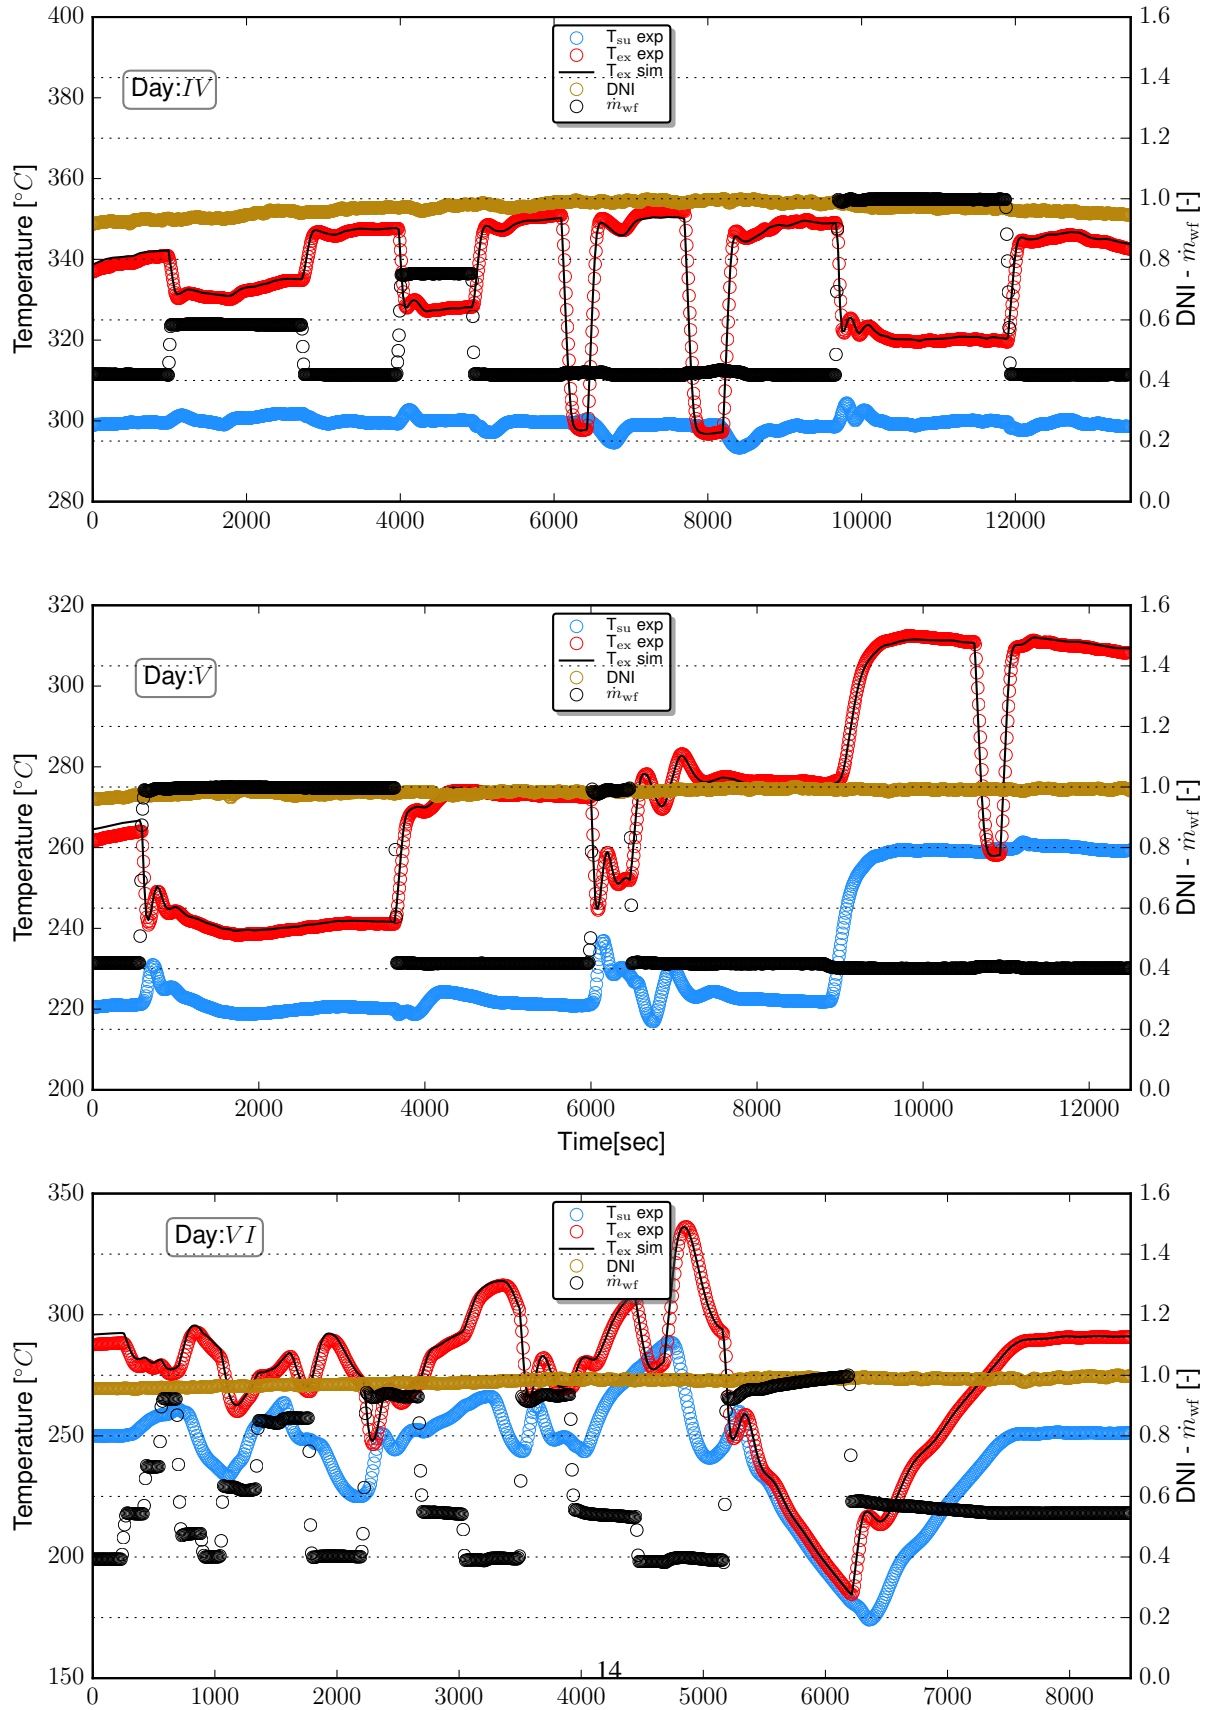 400 1.6
T_su exp
T_ex exp
T_ex sim
DNI
ṁ_wf
Day:IV
380 1.4
360 1.2
340 1.0
320 0.8
300 0.6
280 0.4
0.2
0.0
Temperature [°C]
DNI - ṁ_wf [-]
0 2000 4000 6000 8000 10000 12000
320 1.6
T_su exp
T_ex exp
T_ex sim
DNI
ṁ_wf
Day:V
300 1.4
280 1.2
260 1.0
240 0.8
220 0.6
200 0.4
0.2
0.0
Temperature [°C]
DNI - ṁ_wf [-]
0 2000 4000 6000 8000 10000 12000
Time[sec]
350 1.6
T_su exp
T_ex exp
T_ex sim
DNI
ṁ_wf
Day:VI
300 1.4
250 1.2
200 1.0
150 0.8
0.6
0.4
0.2
0.0
Temperature [°C]
DNI - ṁ_wf [-]
14
0 1000 2000 3000 4000 5000 6000 7000 8000